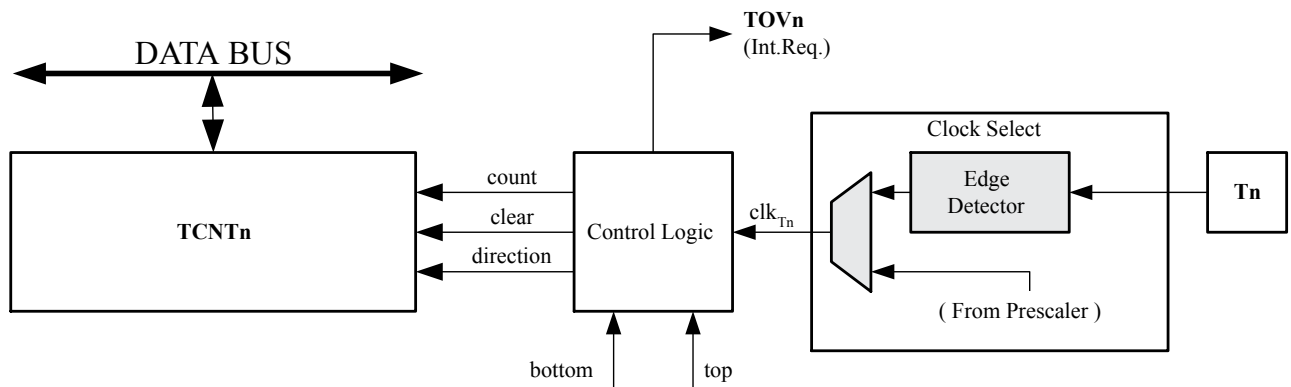 TOVn
(Int.Req.)
DATA BUS
Clock Select
count
clear
direction
TCNTn
Control Logic
clk_Tn
Edge
Detector
Tn
( From Prescaler )
bottom
top